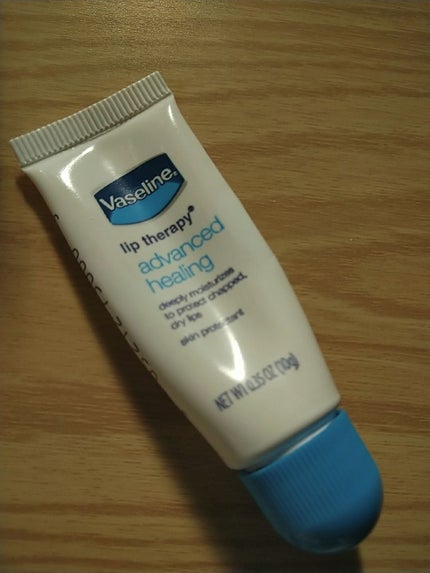 Vaseline®
lip therapy®
advanced
healing
deeply moisturizes
to protect chapped,
dry lips
skin protectant
NET WT 0.35 OZ (10g)